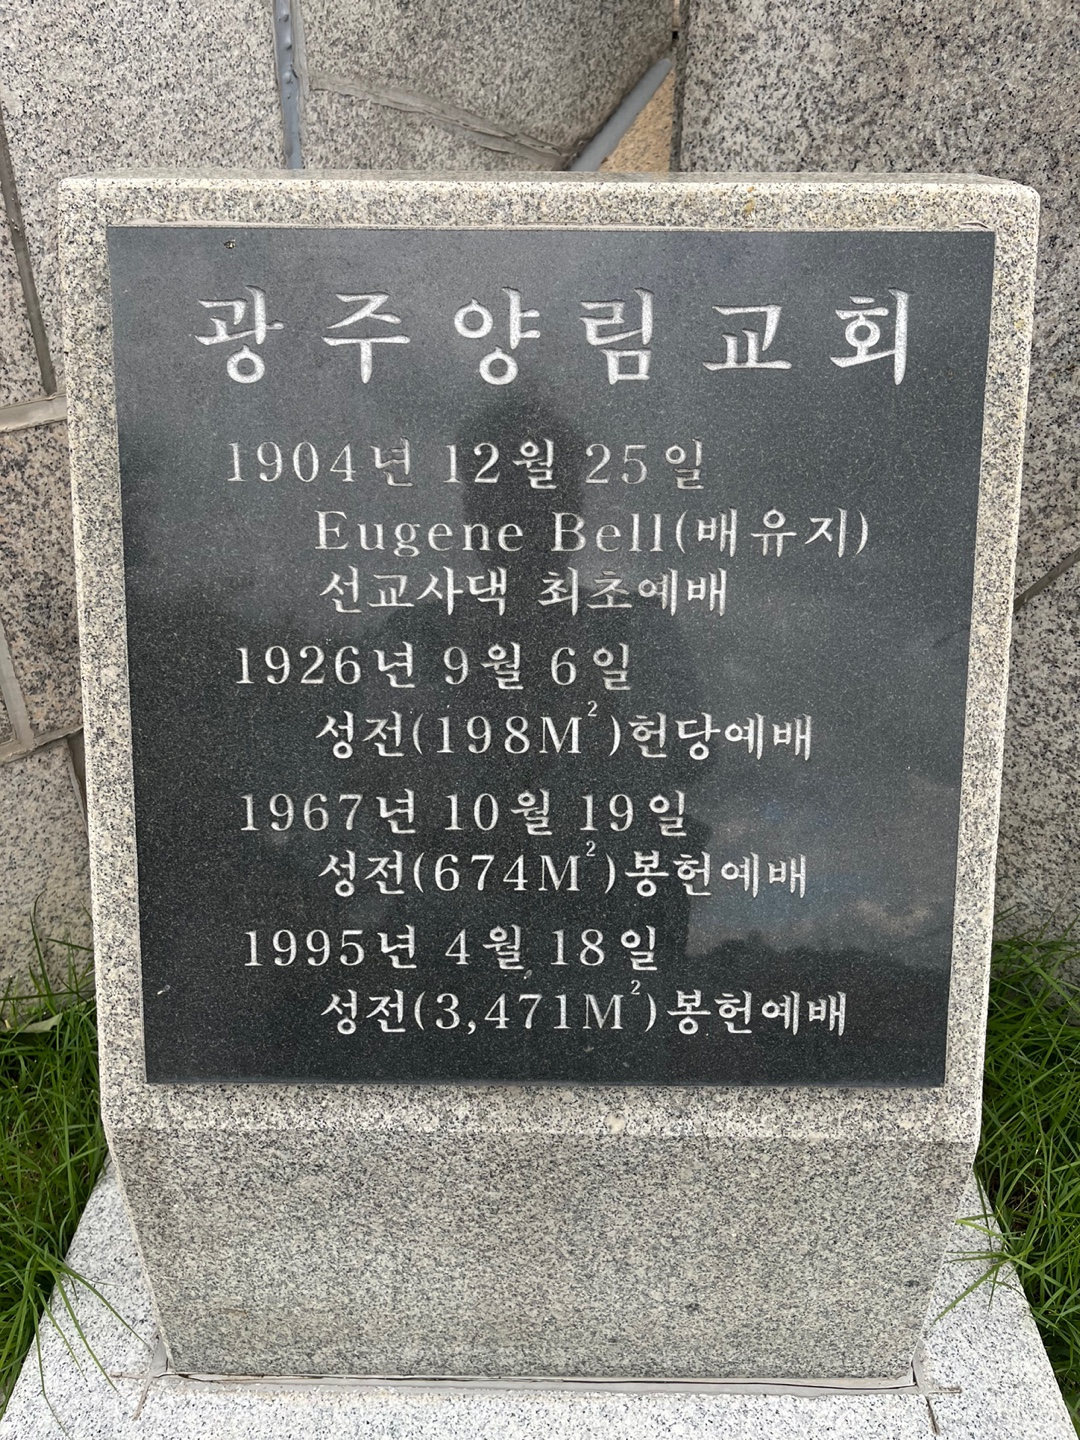 광주양림교회
1904년 12월 25일
Eugene Bell(배유지)
선교사댁 최초예배
1926년 9월 6일
성전(198M²)헌당예배
1967년 10월 19일
성전(674M²)봉헌예배
1995년 4월 18일
성전(3,471M²)봉헌예배